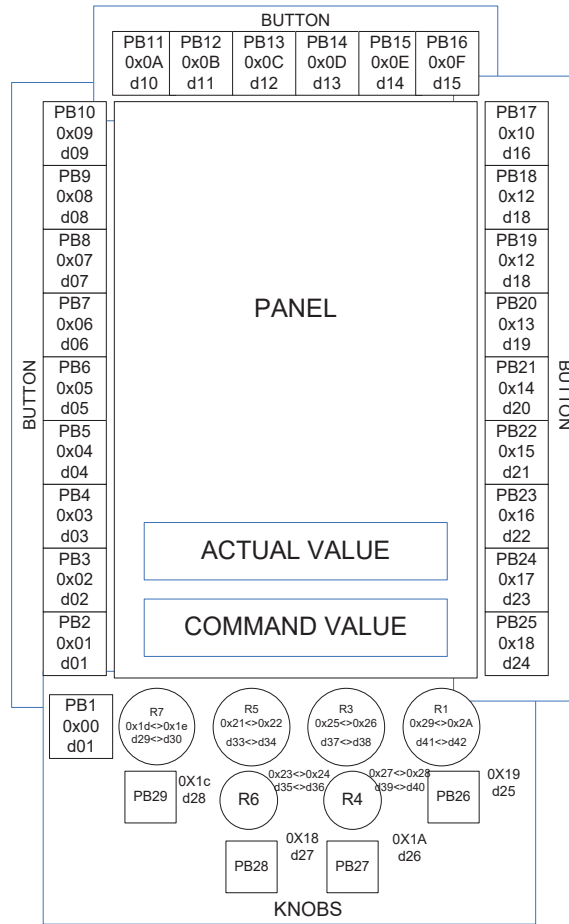 BUTTON
PB11 PB12 PB13 PB14 PB15 PB16
0x0A 0x0B 0x0C 0x0D 0x0E 0x0F
d10 d11 d12 d13 d14 d15
PB10
0x09
d09
PB9
0x08
d08
PB8
0x07
d07
PB7
0x06
d06
PB6
0x05
d05
PB5
0x04
d04
PB4
0x03
d03
PB3
0x02
d02
PB2
0x01
d01
BUTTON
PANEL
ACTUAL VALUE
COMMAND VALUE
PB17
0x10
d16
PB18
0x12
d18
PB19
0x12
d18
PB20
0x13
d19
PB21
0x14
d20
PB22
0x15
d21
PB23
0x16
d22
PB24
0x17
d23
PB25
0x18
d24
BUTTON
PB1
0x00
d01
R7
0x1d<>0x1e
d29<>d30
R5
0x21<>0x22
d33<>d34
R3
0x25<>0x26
d37<>d38
R1
0x29<>0x2A
d41<>d42
PB29
0X1c
d28
R6
0x23<>0x24
d35<>d36
R4
0x27<>0x28
d39<>d40
PB26
0X19
d25
PB28
0X18
d27
PB27
0X1A
d26
KNOBS